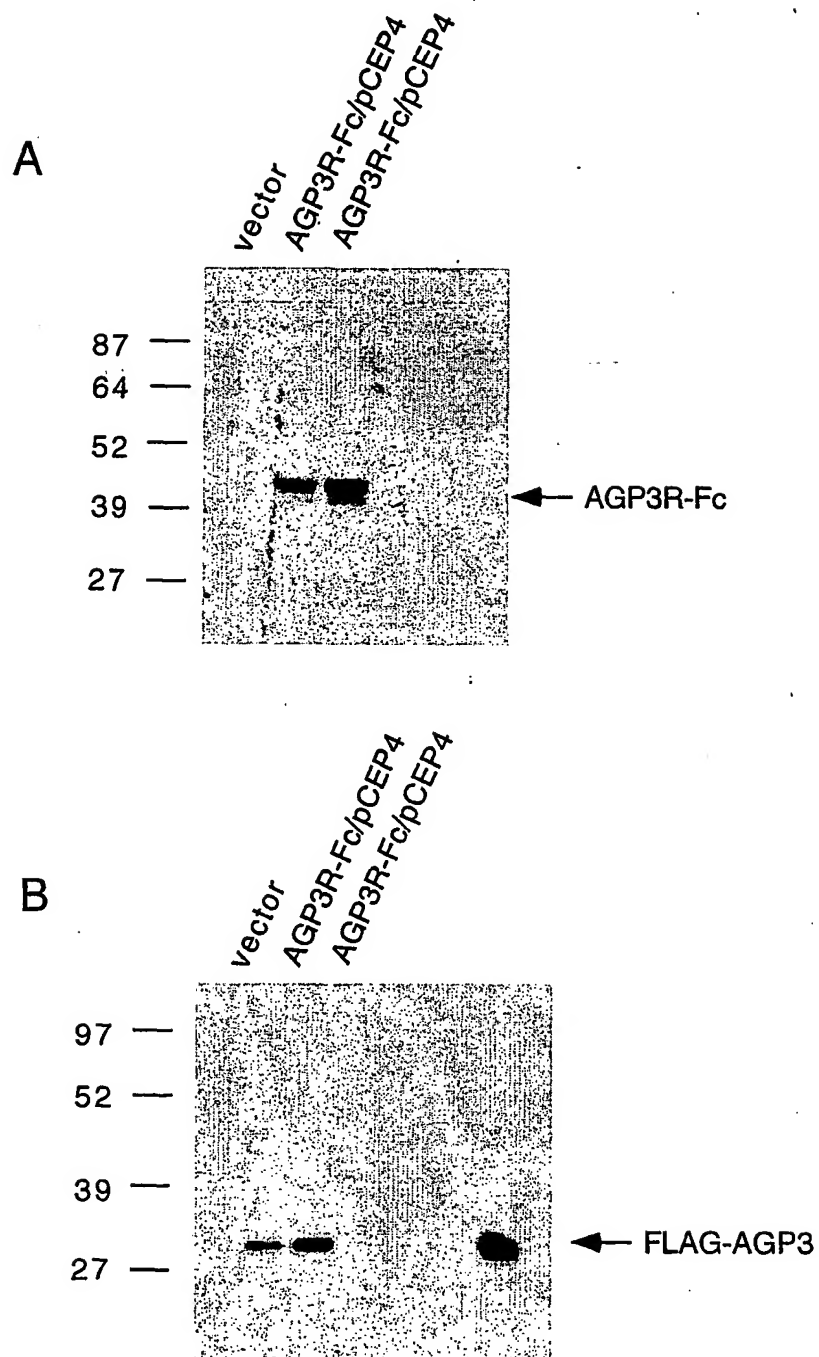 A
vector
AGP3R-Fc/pCEP4
AGP3R-Fc/pCEP4
87
64
52
39
27
AGP3R-Fc
B
vector
AGP3R-Fc/pCEP4
AGP3R-Fc/pCEP4
97
52
39
27
FLAG-AGP3